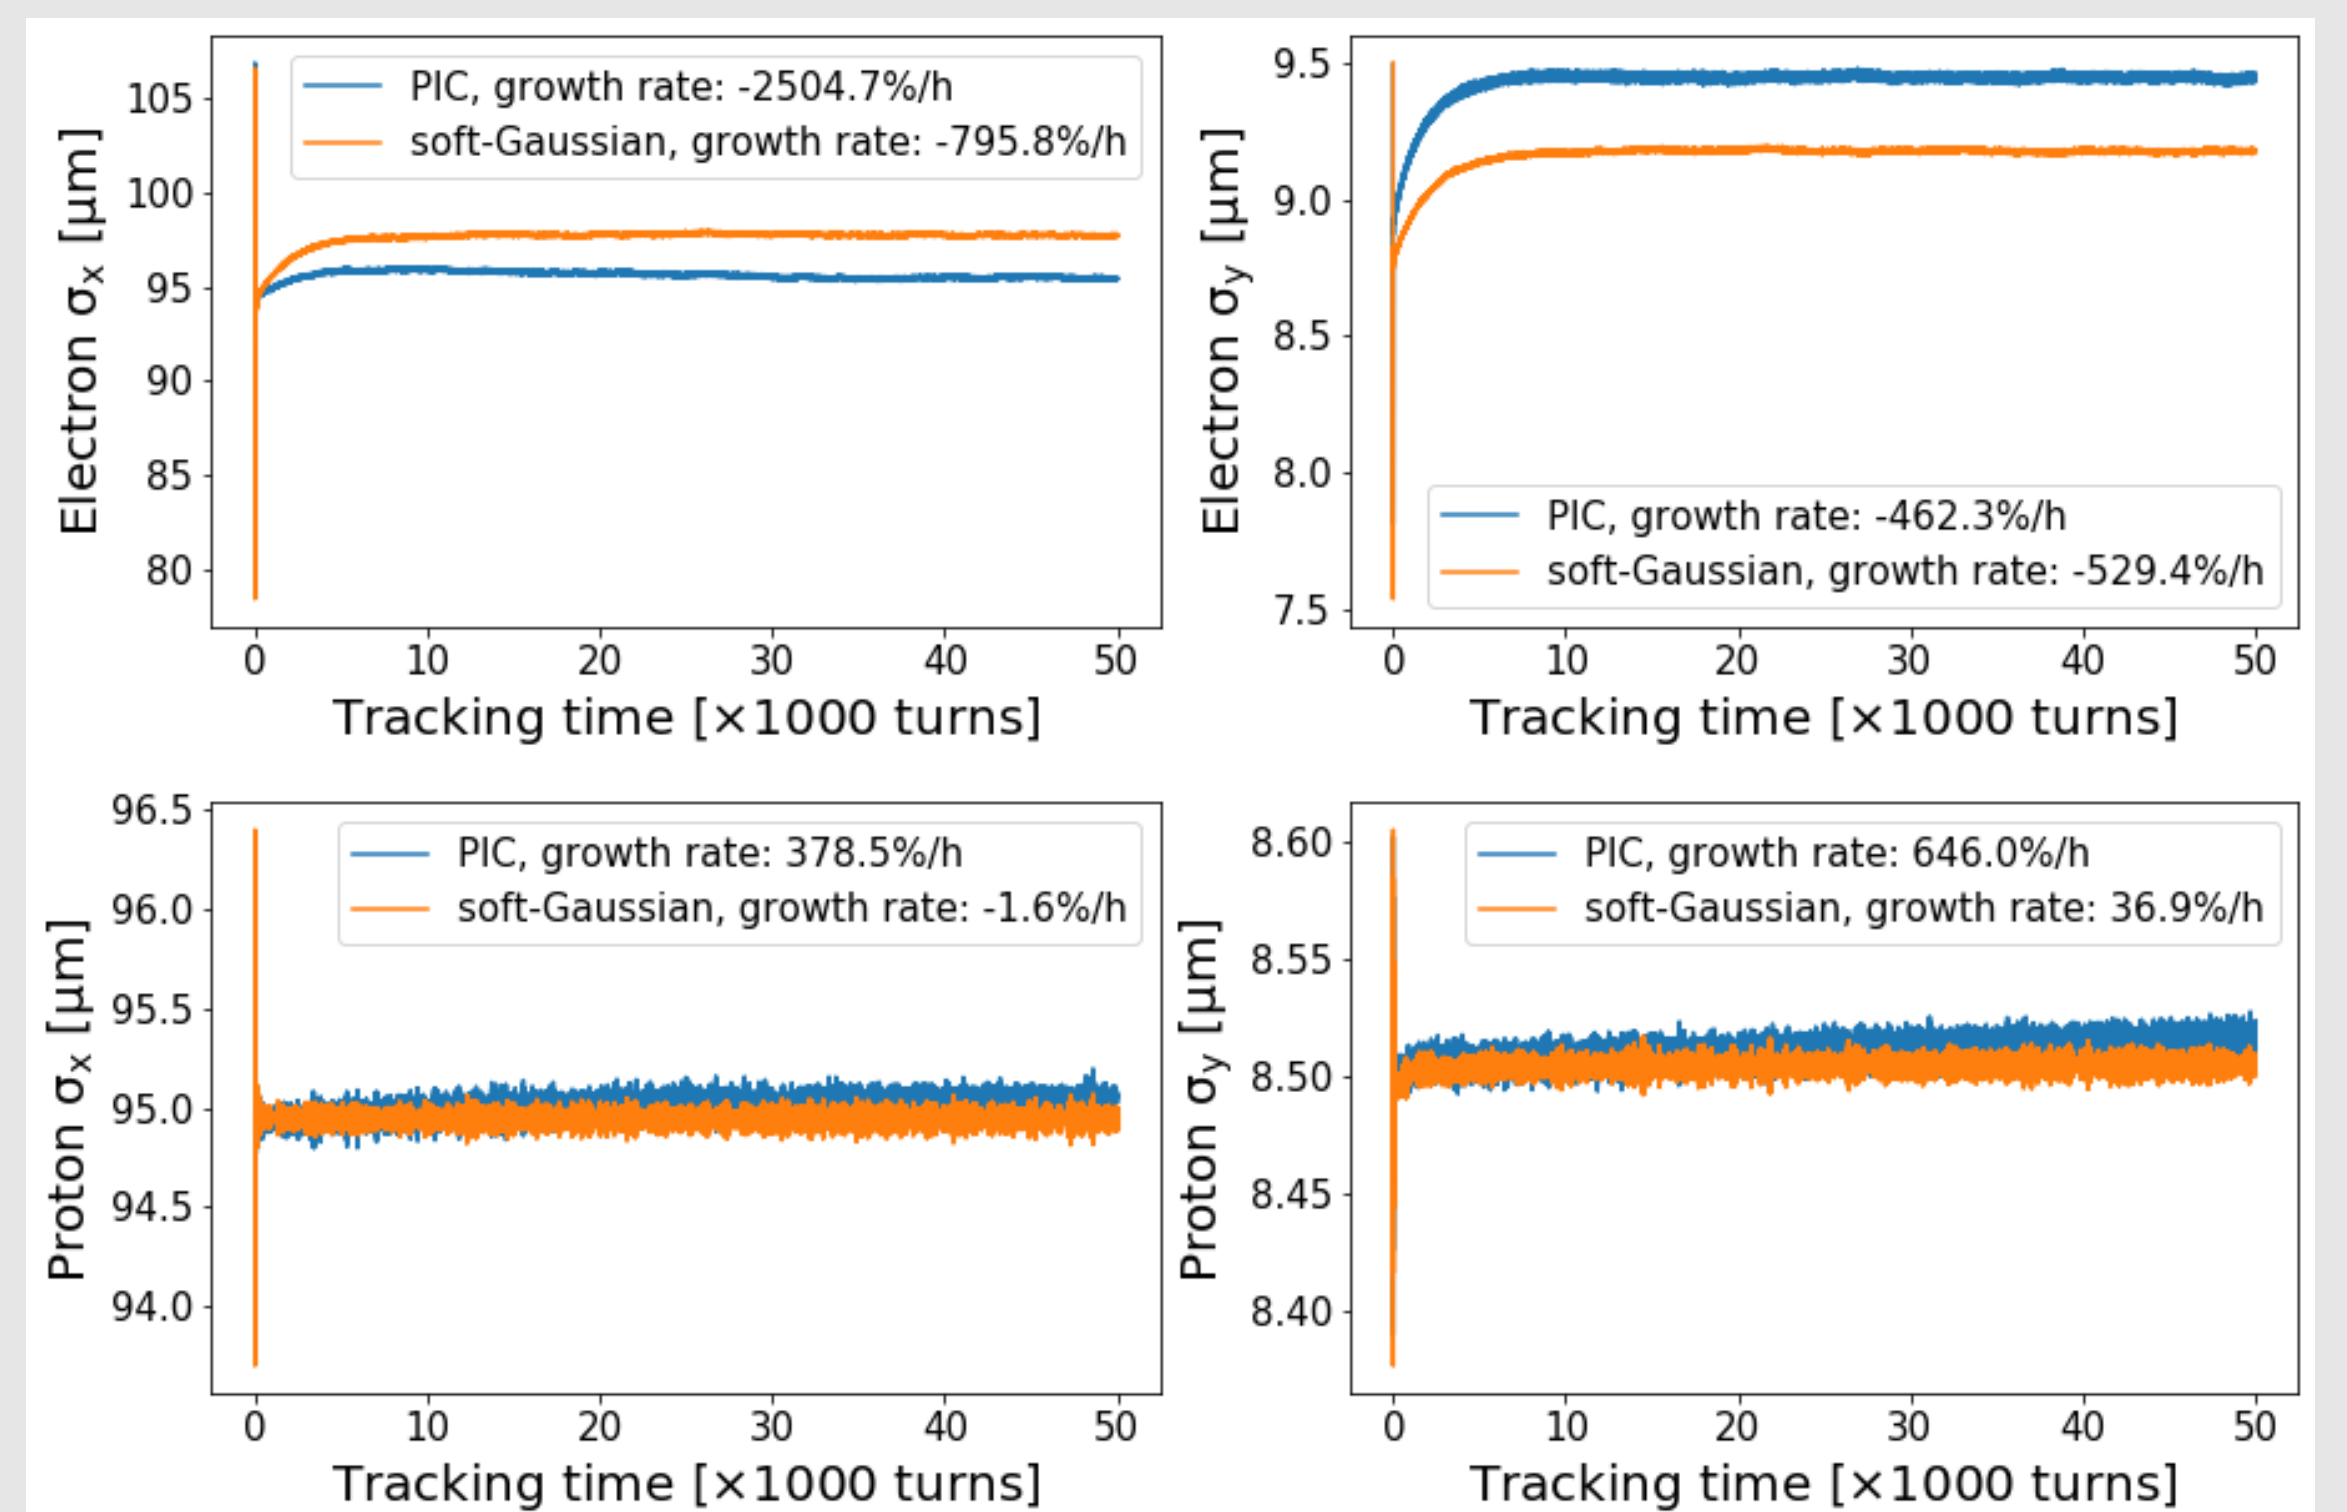 PIC, growth rate: -2504.7%/h
soft-Gaussian, growth rate: -795.8%/h
105
100
95
90
85
80
Electron σx [μm]
0 10 20 30 40 50
Tracking time [×1000 turns]
9.5
9.0
8.5
8.0
7.5
Electron σy [μm]
PIC, growth rate: -462.3%/h
soft-Gaussian, growth rate: -529.4%/h
0 10 20 30 40 50
Tracking time [×1000 turns]
96.5
96.0
95.5
95.0
94.5
94.0
Proton σx [μm]
PIC, growth rate: 378.5%/h
soft-Gaussian, growth rate: -1.6%/h
0 10 20 30 40 50
Tracking time [×1000 turns]
8.60
8.55
8.50
8.45
8.40
Proton σy [μm]
PIC, growth rate: 646.0%/h
soft-Gaussian, growth rate: 36.9%/h
0 10 20 30 40 50
Tracking time [×1000 turns]